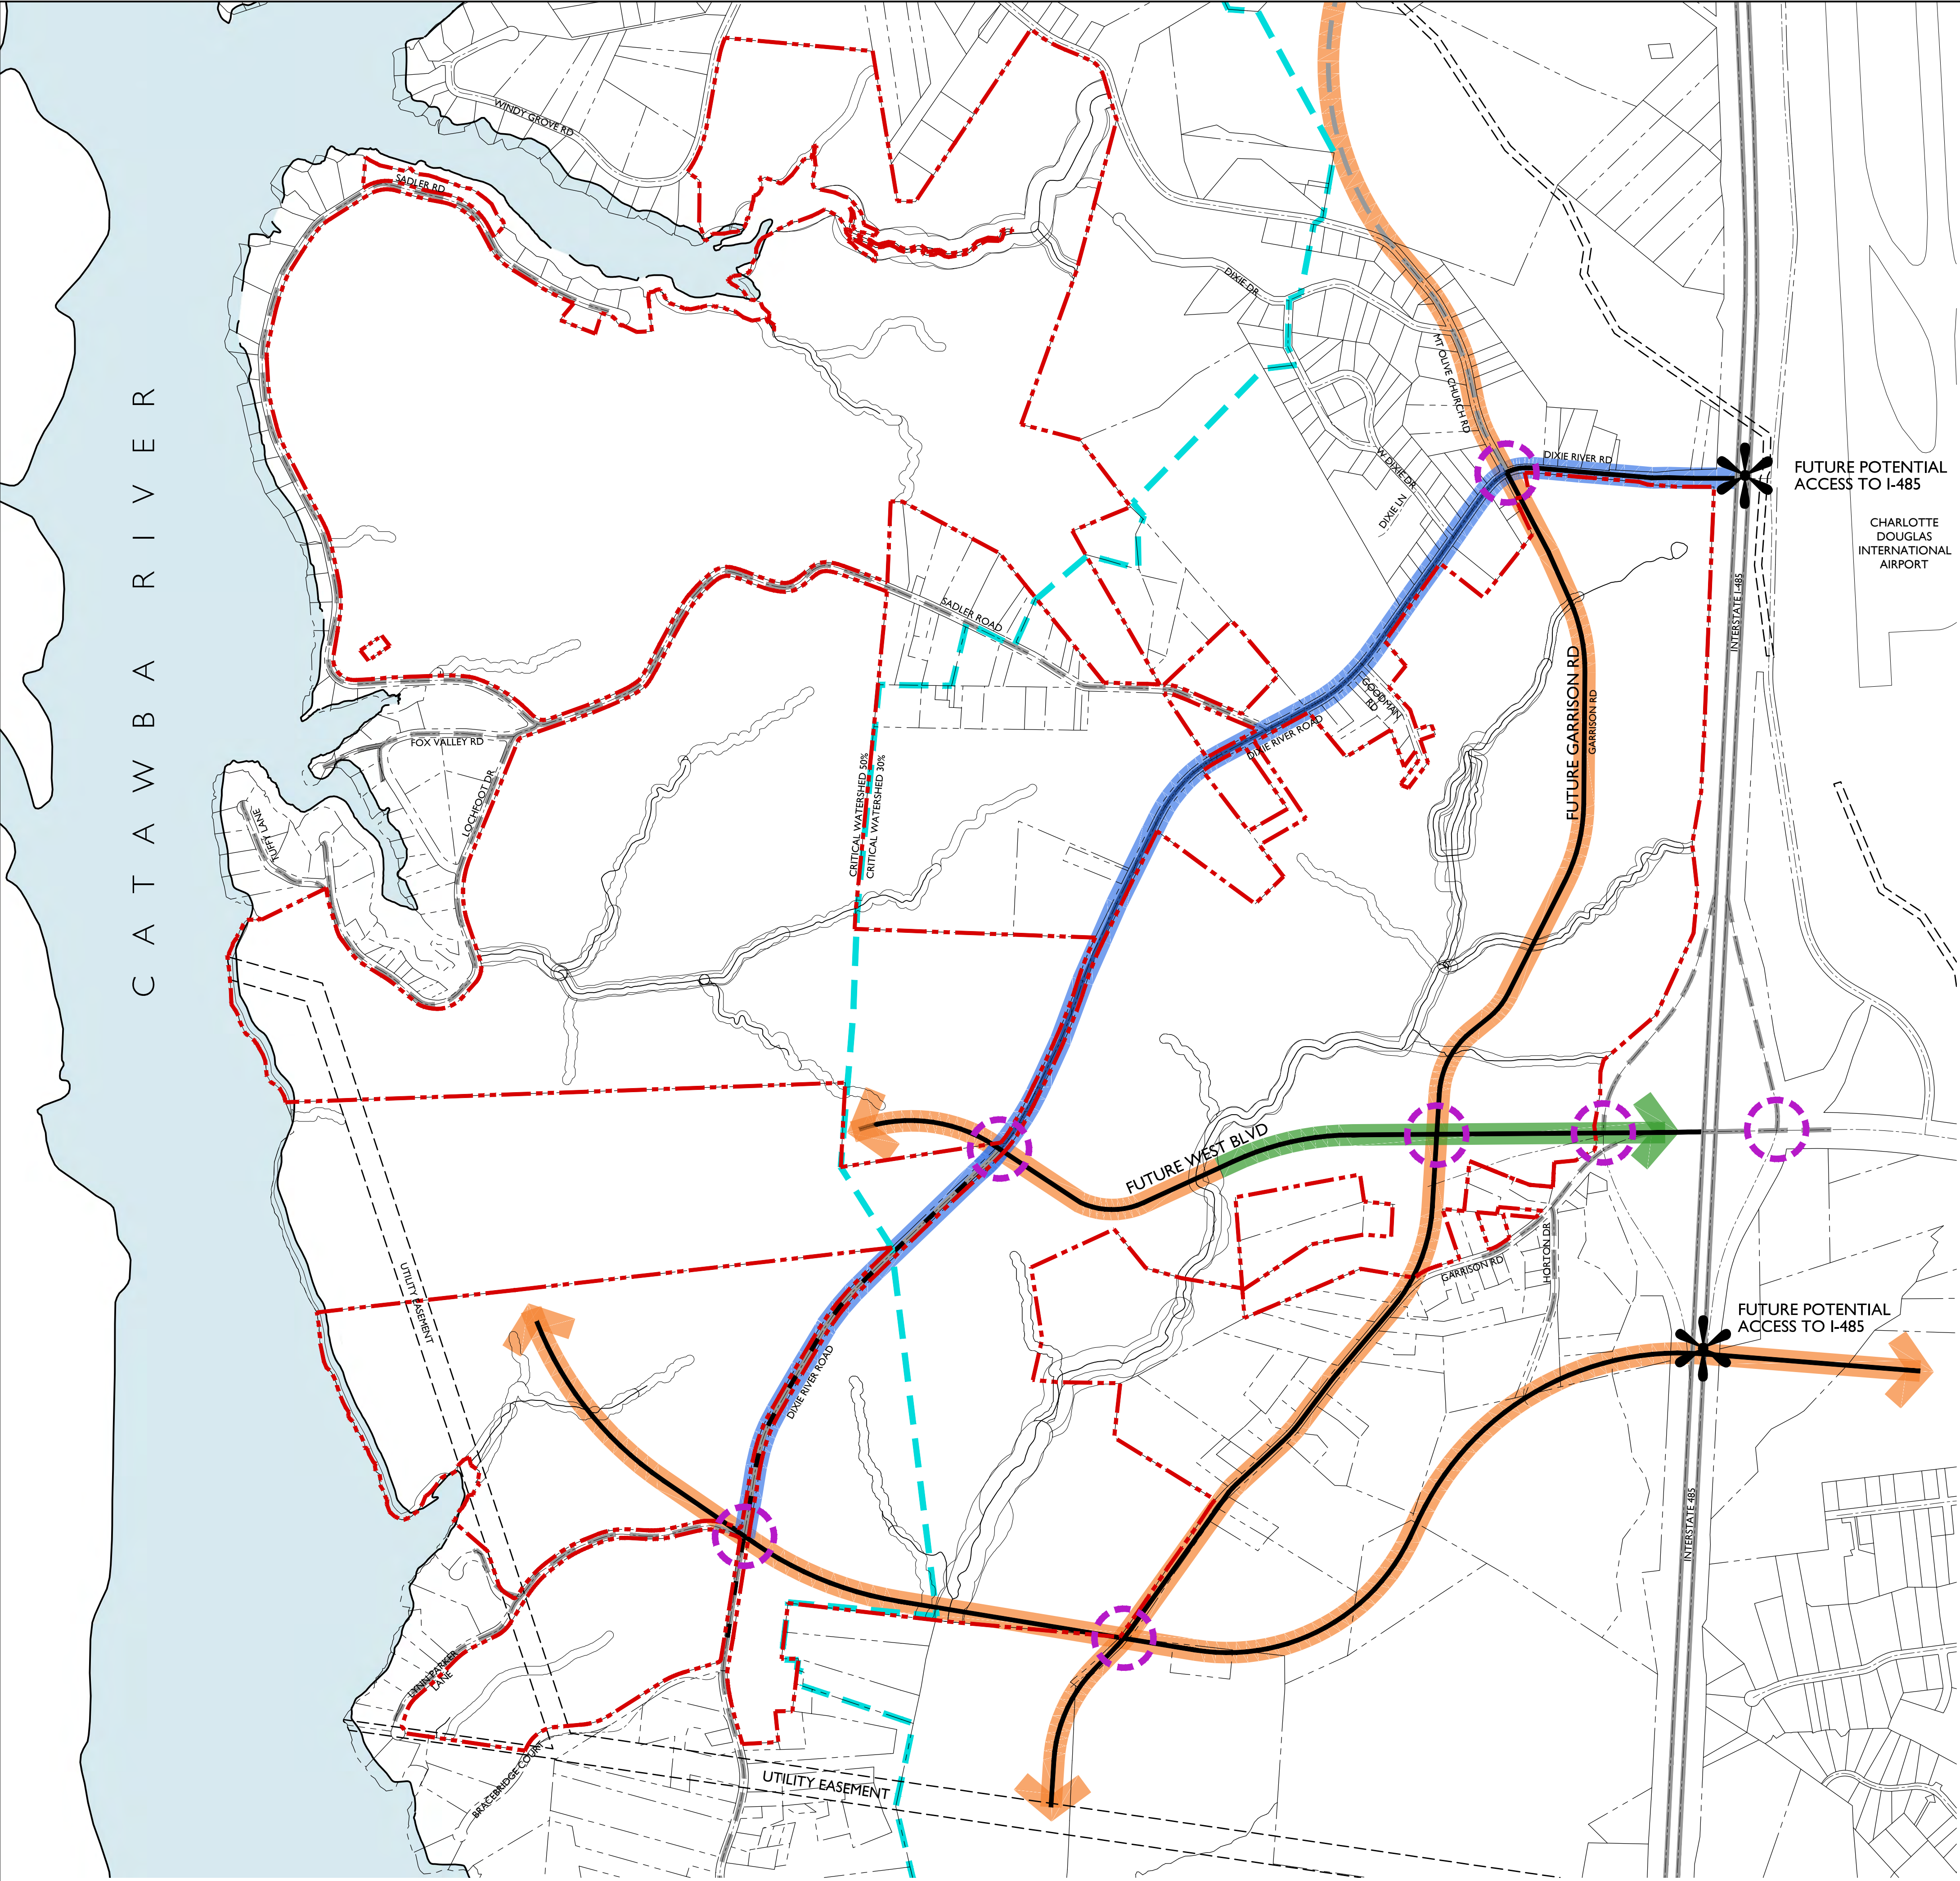 WINDY GROVE RD
SADLER RD
DIXIE DR
MT OLIVE CHURCH RD
W DIXIE DR
DIXIE LN
DIXIE RIVER RD
FUTURE POTENTIAL
ACCESS TO I-485
CHARLOTTE
DOUGLAS
INTERNATIONAL
AIRPORT
CATAWBA RIVER
INTERSTATE I-485
SADLER ROAD
GOODMAN
RD
FUTURE GARRISON RD
GARRISON RD
DIXIE RIVER ROAD
FOX VALLEY RD
LOCHFOOT DR
TUFFY LANE
CRITICAL WATERSHED 50%
CRITICAL WATERSHED 30%
FUTURE WEST BLVD
GARRISON RD
HORTON DR
UTILITY EASEMENT
FUTURE POTENTIAL
ACCESS TO I-485
DIXIE RIVER ROAD
INTERSTATE 485
LYNN PARKER
LANE
BRACEBRIDGE COURT
UTILITY EASEMENT